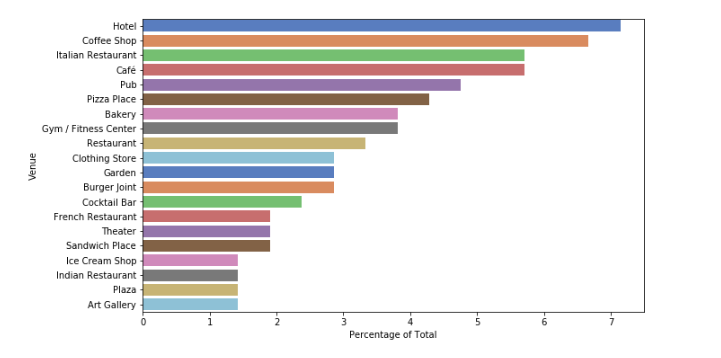 Hotel
Coffee Shop
Italian Restaurant
Café
Pub
Pizza Place
Bakery
Gym / Fitness Center
Restaurant
Clothing Store
Garden
Burger Joint
Cocktail Bar
French Restaurant
Theater
Sandwich Place
Ice Cream Shop
Indian Restaurant
Plaza
Art Gallery
Venue
0 1 2 3 4 5 6 7
Percentage of Total